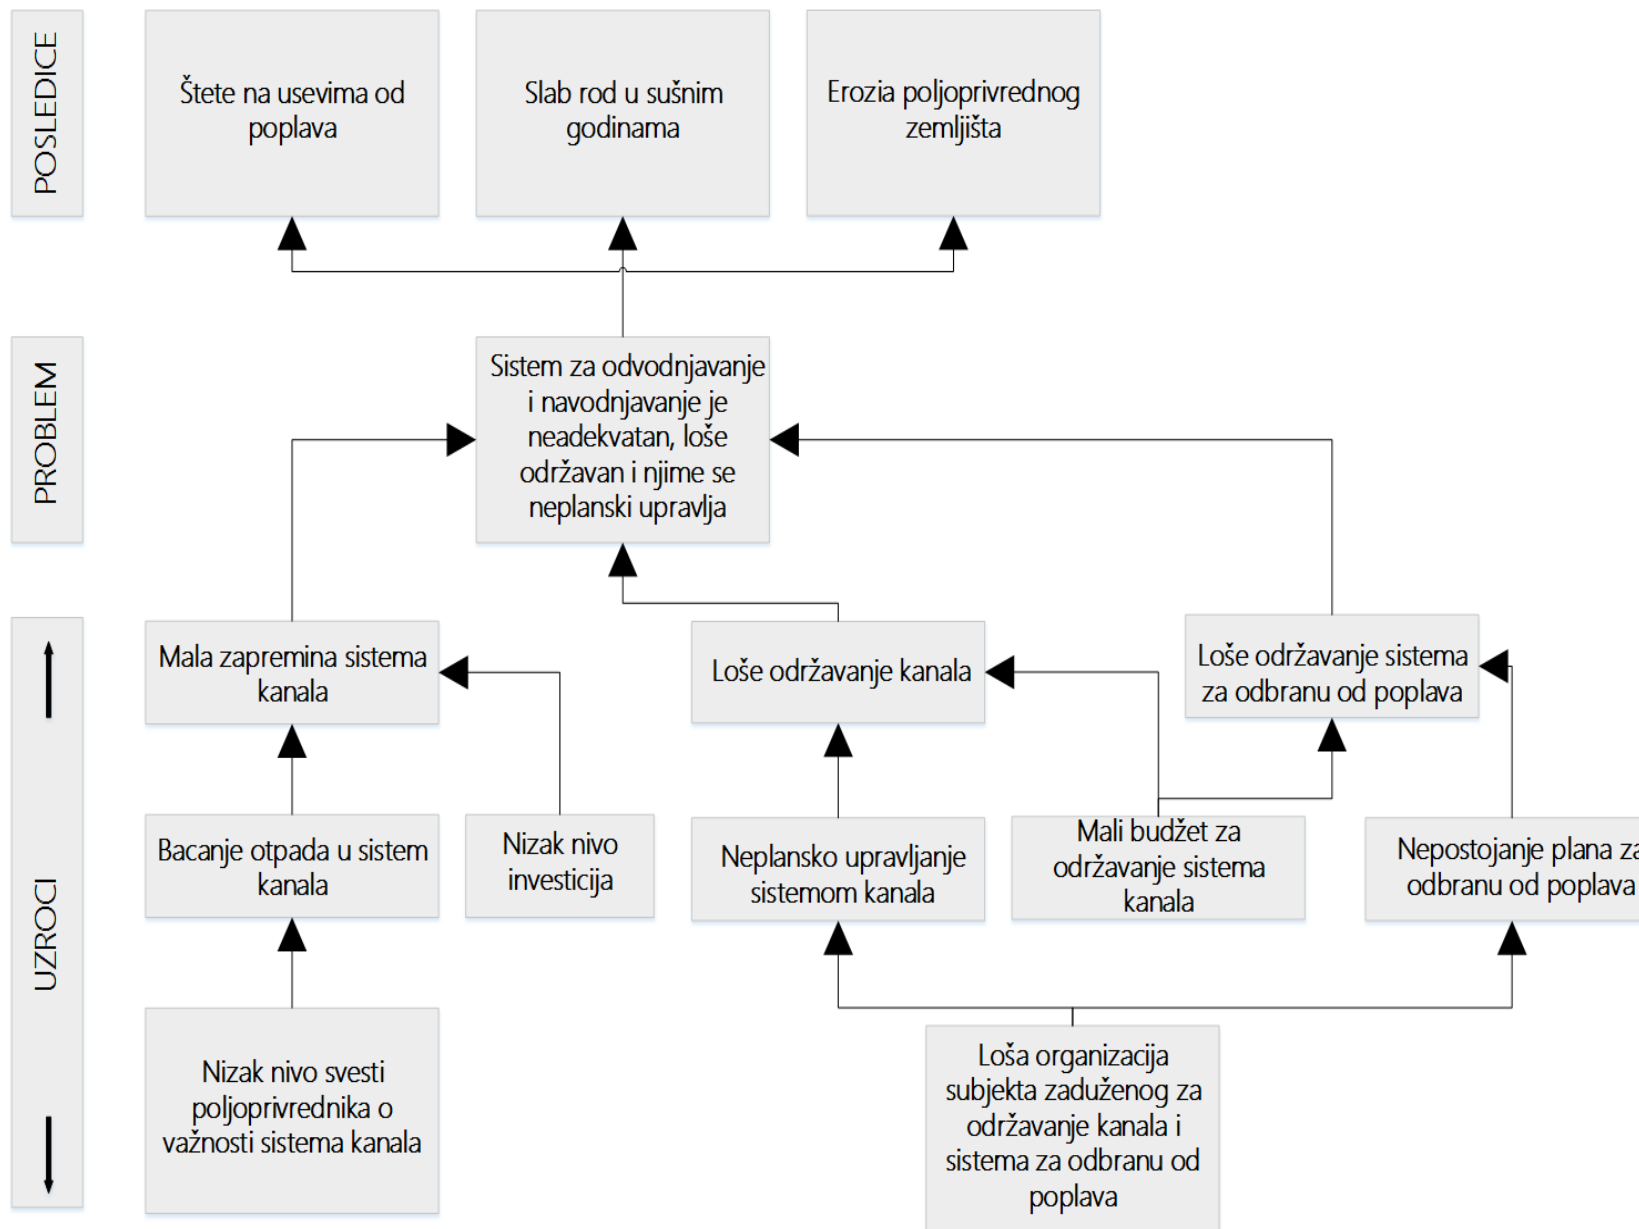 POSLEDICE
Štete na usevima od
poplava
Slab rod u sušnim
godinama
Erozia poljoprivrednog
zemljišta
PROBLEM
Sistem za odvodnjavanje
i navodnjavanje je
neadekvatan, loše
održavan i njime se
neplanski upravlja
UZROCI
Mala zapremina sistema
kanala
Loše održavanje kanala
Loše održavanje sistema
za odbranu od poplava
Bacanje otpada u sistem
kanala
Nizak nivo
investicija
Neplansko upravljanje
sistemom kanala
Mali budžet za
održavanje sistema
kanala
Nepostojanje plana za
odbranu od poplava
Nizak nivo svesti
poljoprivrednika o
važnosti sistema kanala
Loša organizacija
subjekta zaduženog za
održavanje kanala i
sistema za odbranu od
poplava